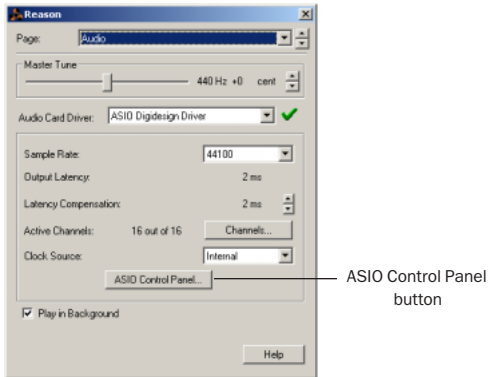 Reason
Page: Audio
Master Tune
440 Hz +0 cent
Audio Card Driver: ASIO Digidesign Driver
Sample Rate: 44100
Output Latency: 2 ms
Latency Compensation: 2 ms
Active Channels: 16 out of 16 Channels...
Clock Source: Internal
ASIO Control Panel...
ASIO Control Panel
button
Play in Background
Help